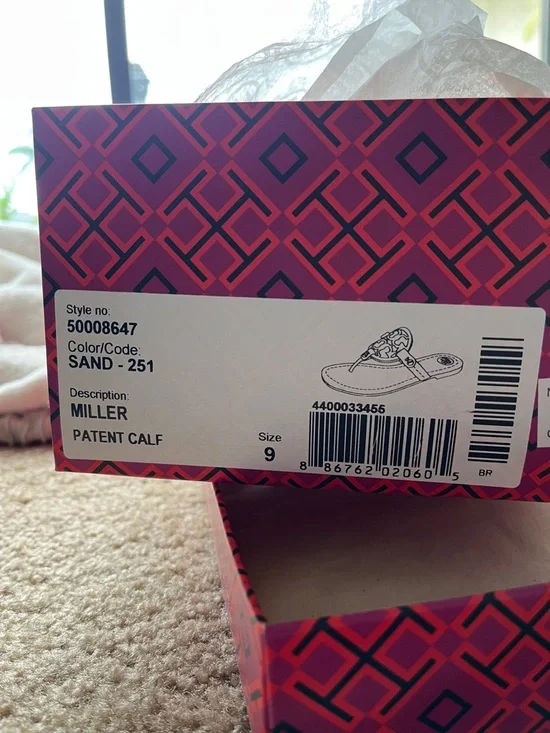 Style no:
50008647
Color/Code:
SAND - 251
Description:
MILLER
PATENT CALF
Size
9
4400033455
8 86762 02060 5
BR